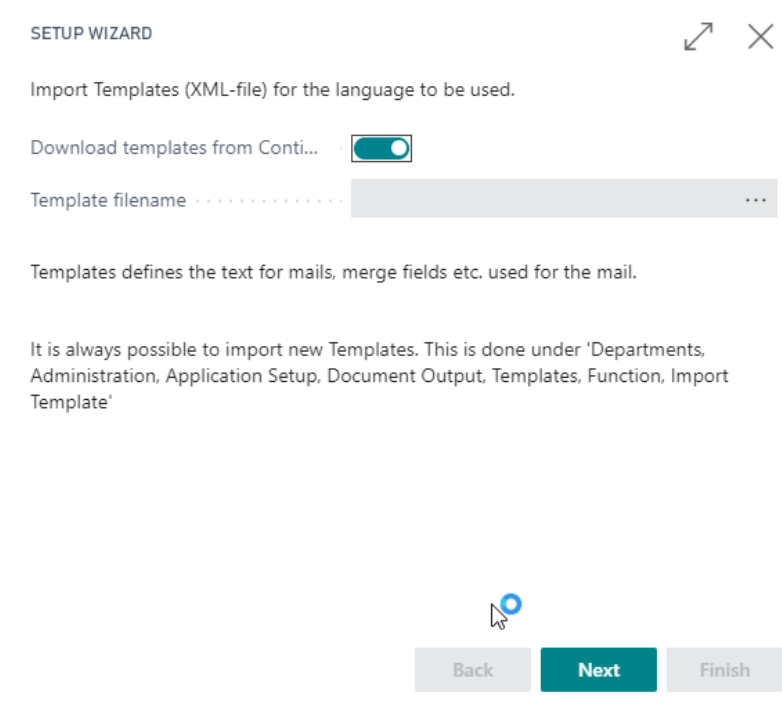 SETUP WIZARD
Import Templates (XML-file) for the language to be used.
Download templates from Conti...
Template filename
...
Templates defines the text for mails, merge fields etc. used for the mail.
It is always possible to import new Templates. This is done under 'Departments,
Administration, Application Setup, Document Output, Templates, Function, Import
Template'
Back Next Finish